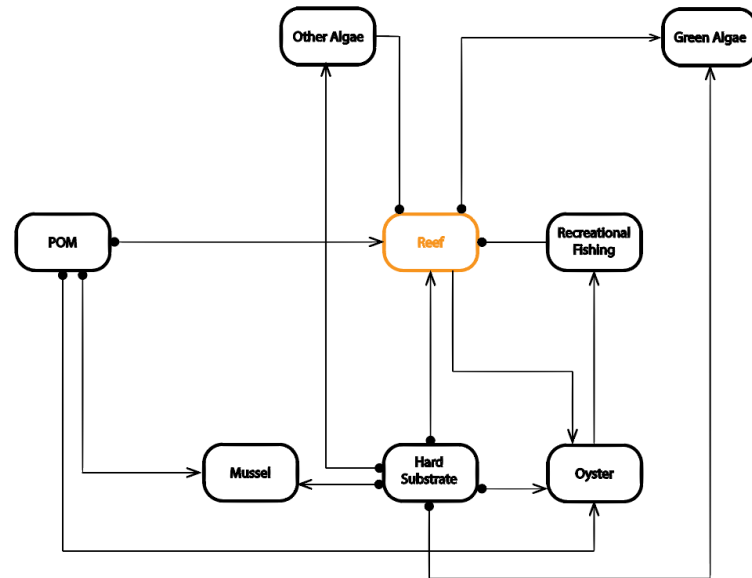 Other Algae
Green Algae
POM
Reef
Recreational
Fishing
Mussel
Hard
Substrate
Oyster